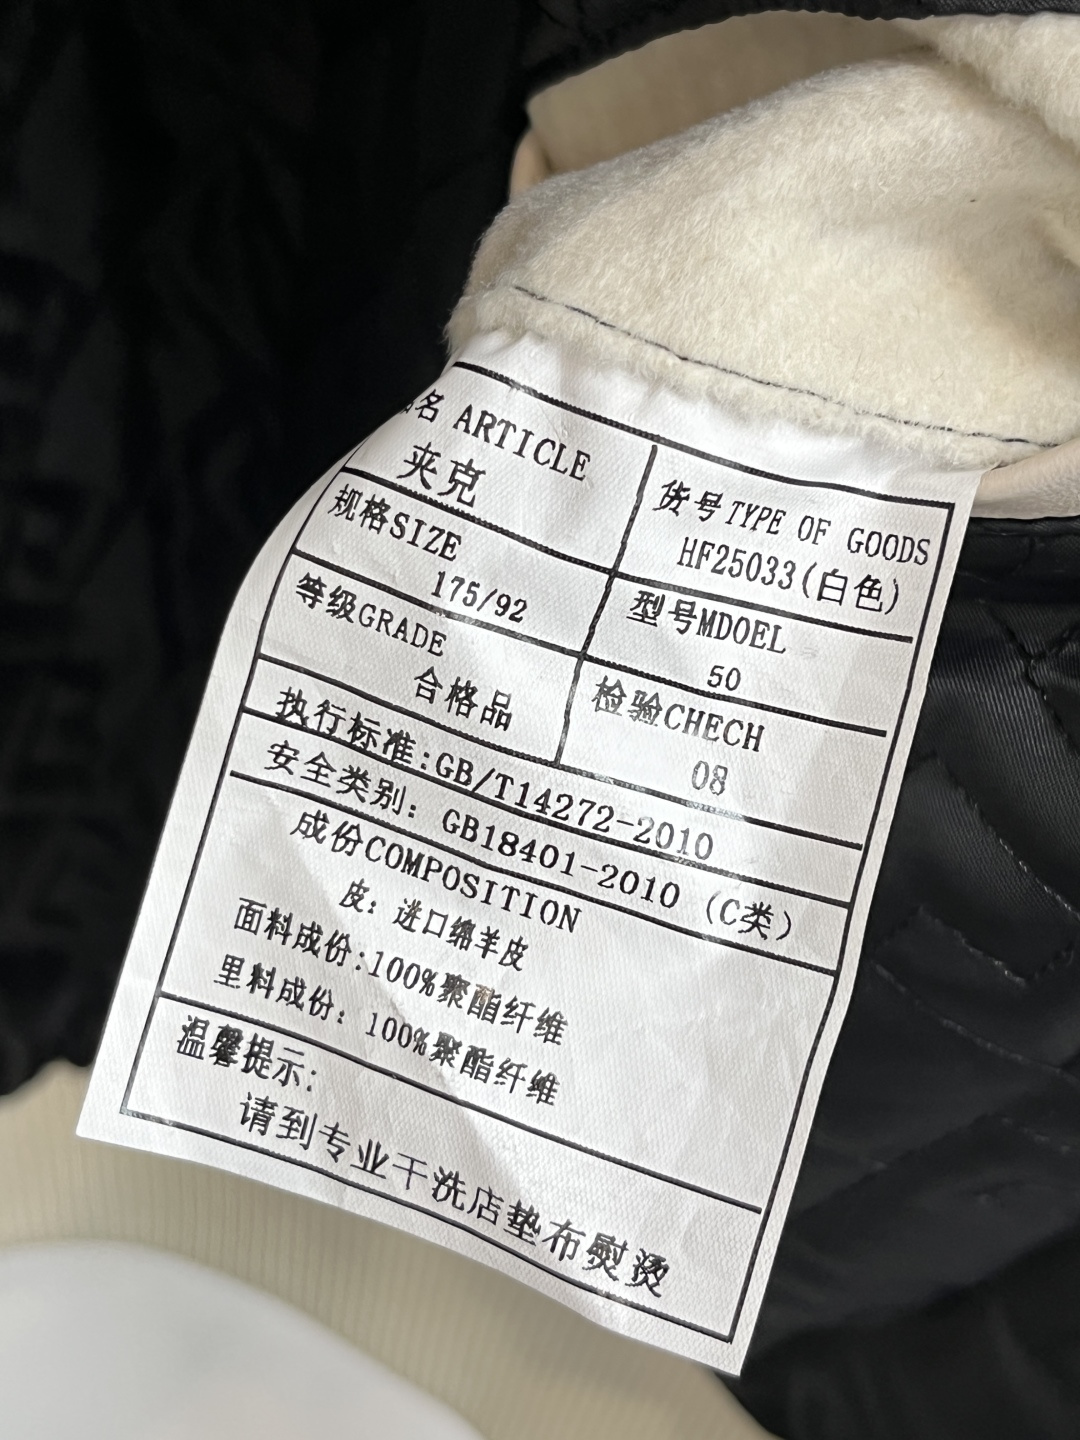 品名 ARTICLE
夹克
货号TYPE OF GOODS
HF25033(白色)
规格SIZE
175/92
型号MDOEL
50
等级GRADE
合格品
检验CHECH
08
执行标准:GB/T14272-2010
安全类别: GB18401-2010 (C类)
成份COMPOSITION
皮: 进口绵羊皮
面料成份:100%聚酯纤维
里料成份: 100%聚酯纤维
温馨提示:
请到专业干洗店垫布熨烫